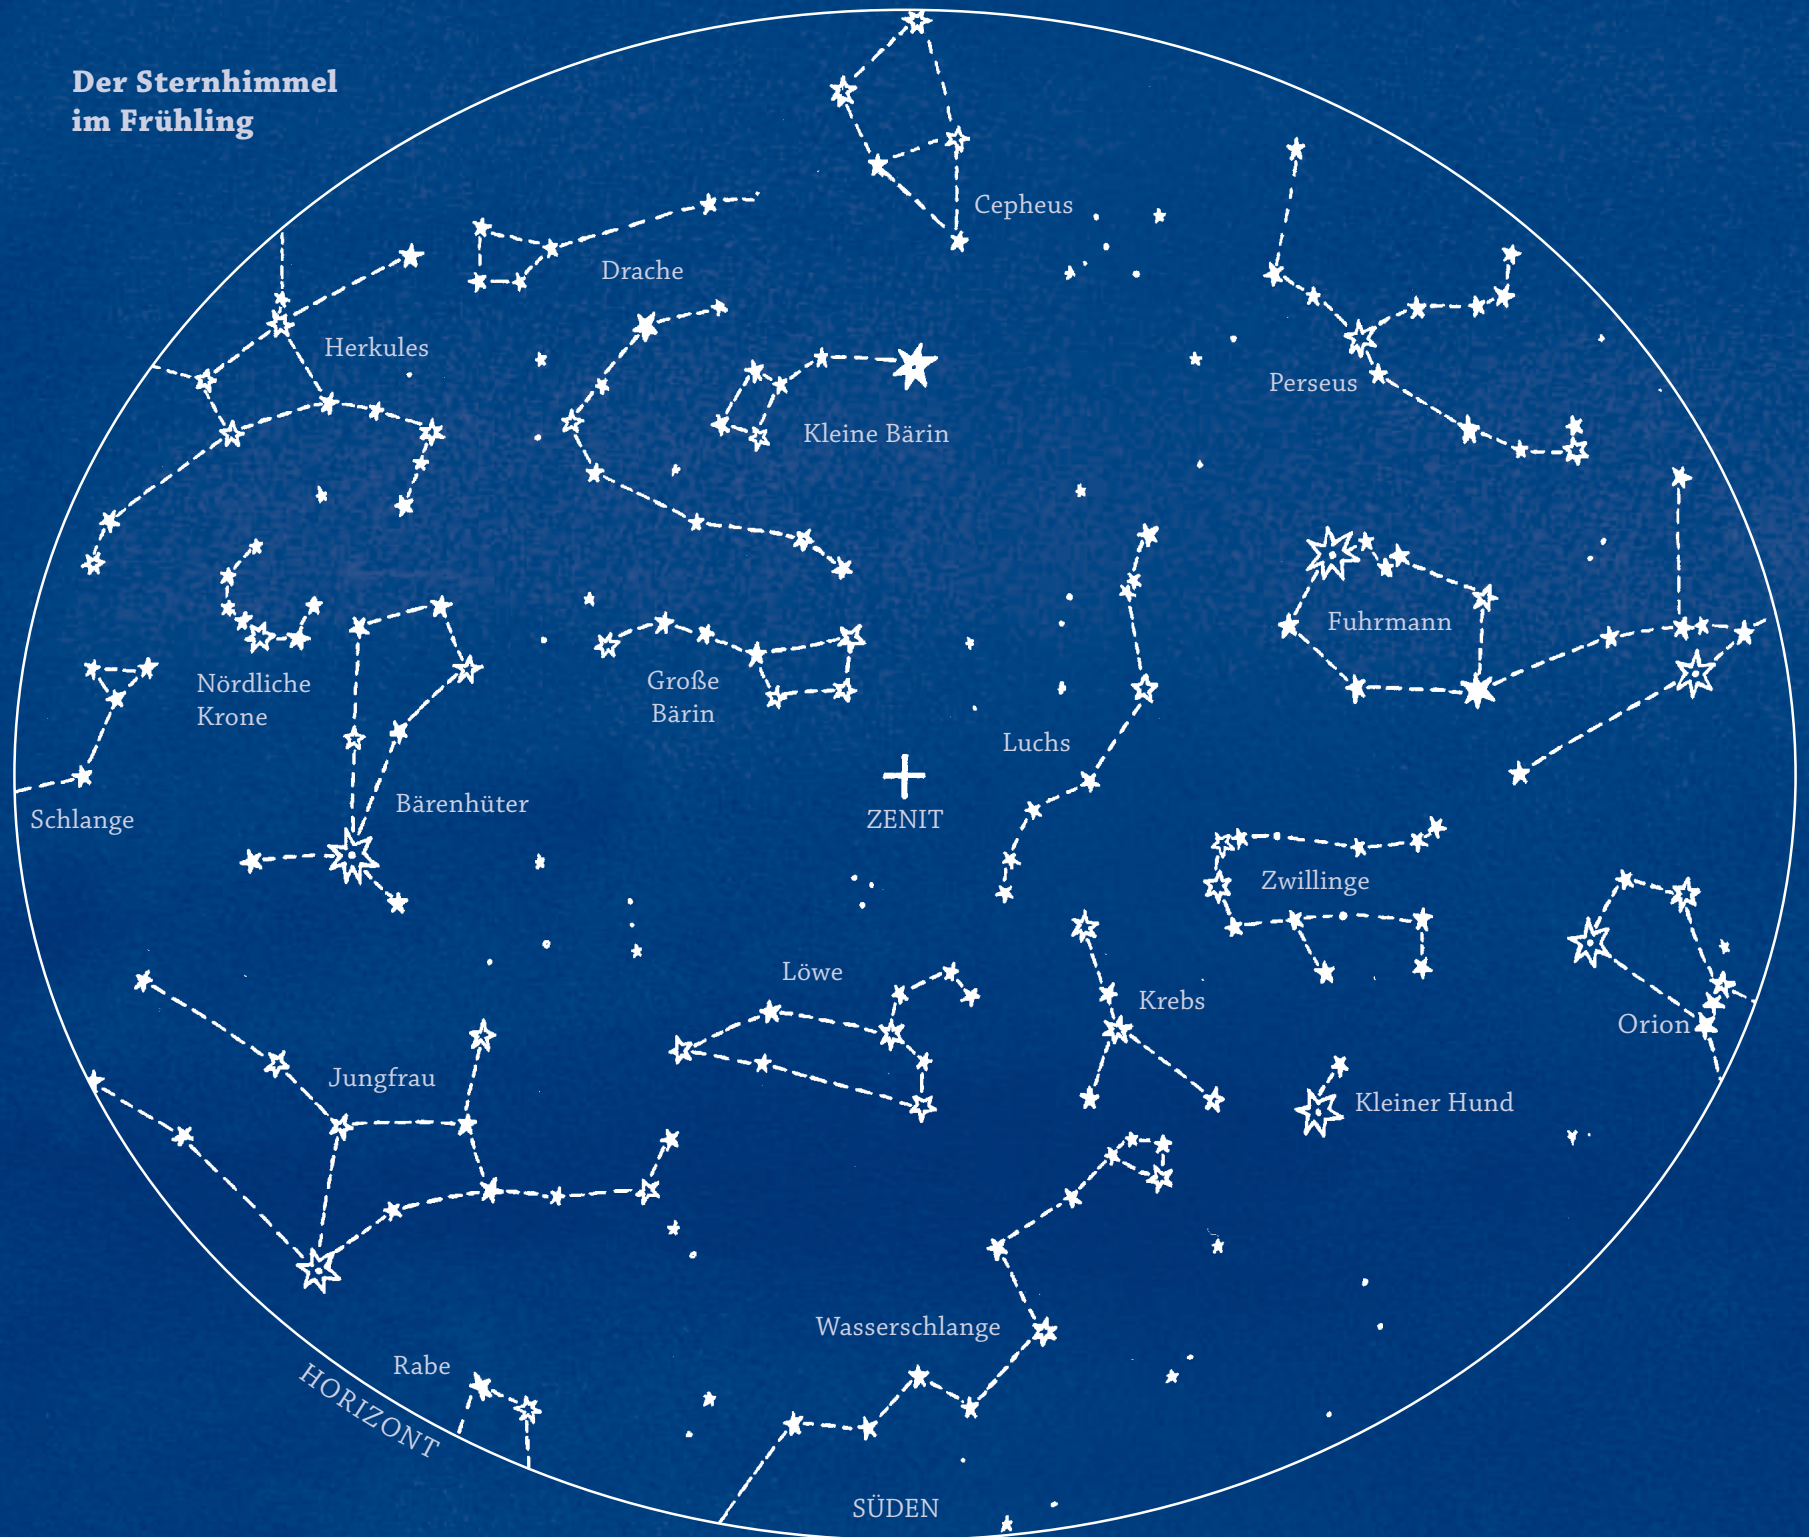 Der Sternhimmel
im Frühling
Cepheus
Drache
Herkules
Perseus
Kleine Bärin
Fuhrmann
Nördliche
Krone
Große
Bärin
Luchs
Schlange
Bärenhüter
ZENIT
Zwillinge
Löwe
Krebs
Orion
Jungfrau
Kleiner Hund
Wasserschlange
Rabe
HORIZONT
SÜDEN